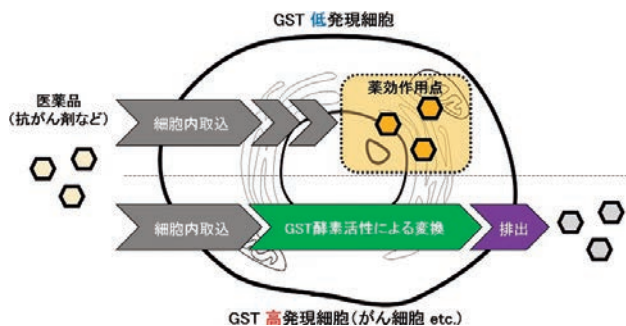 GST 低発現細胞
医薬品
(抗がん剤など)
細胞内取込
薬効作用点
細胞内取込
GST酵素活性による変換
排出
GST 高発現細胞(がん細胞 etc.)